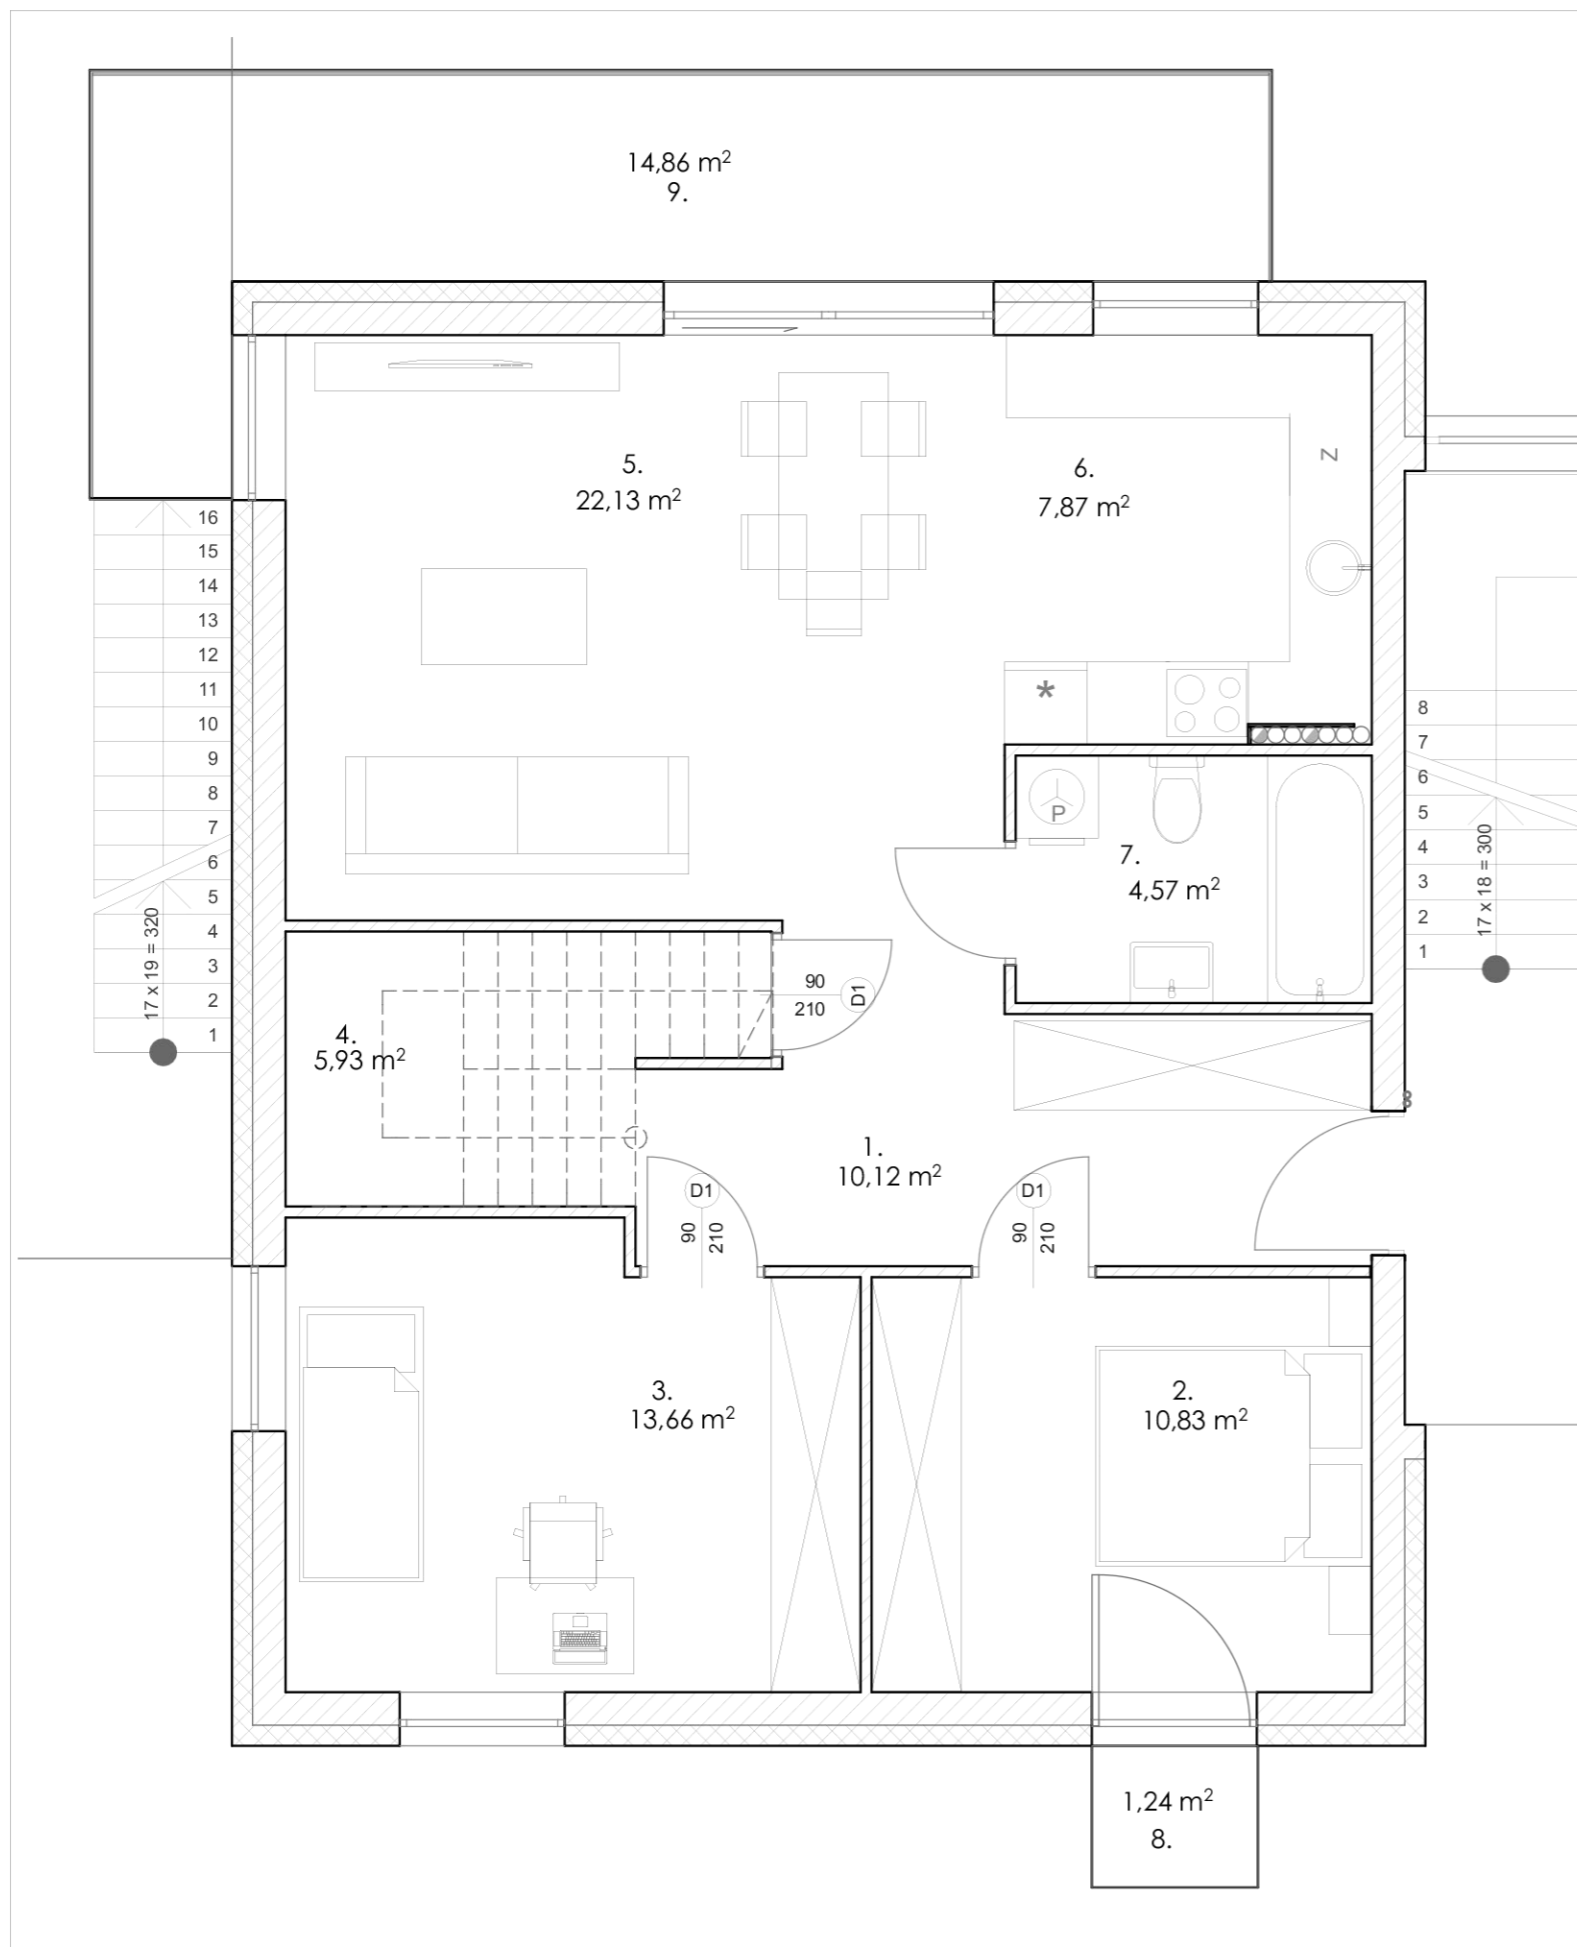 14,86 m²
9.
5.
22,13 m²
6.
7,87 m²
Z
*
16
15
14
13
12
11
10
9
8
7
6
5
4
3
2
1
17 x 19 = 320
8
7
6
5
4
3
2
1
17 x 18 = 300
P
7.
4,57 m²
90
210
D1
4.
5,93 m²
1.
10,12 m²
D1
90
210
D1
90
210
3.
13,66 m²
2.
10,83 m²
1,24 m²
8.